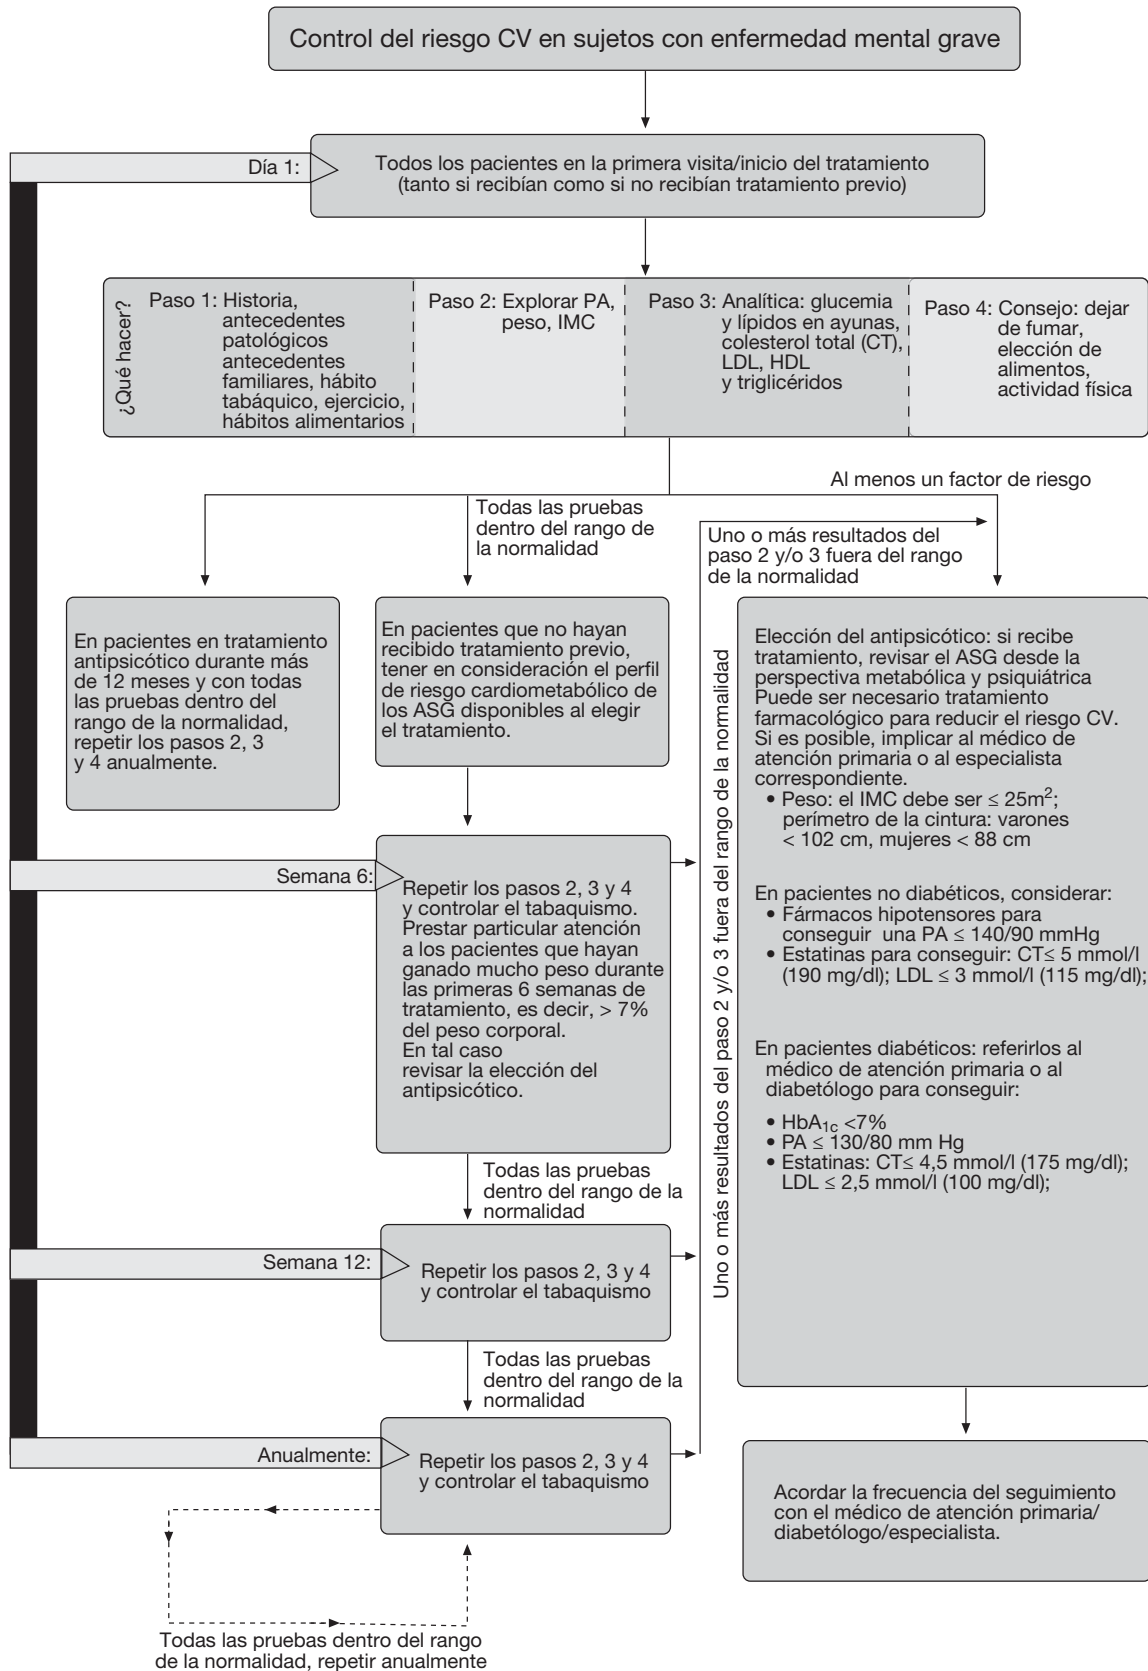 Control del riesgo CV en sujetos con enfermedad mental grave
Día 1:
Todos los pacientes en la primera visita/inicio del tratamiento
(tanto si recibían como si no recibían tratamiento previo)
¿Qué hacer?
Paso 1: Historia,
antecedentes
patológicos
antecedentes
familiares, hábito
tabáquico, ejercicio,
hábitos alimentarios
Paso 2: Explorar PA,
peso, IMC
Paso 3: Analítica: glucemia
y lípidos en ayunas,
colesterol total (CT),
LDL, HDL
y triglicéridos
Paso 4: Consejo: dejar
de fumar,
elección de
alimentos,
actividad física
Al menos un factor de riesgo
Todas las pruebas
dentro del rango de
la normalidad
Uno o más resultados del
paso 2 y/o 3 fuera del rango
de la normalidad
En pacientes en tratamiento
antipsicótico durante más
de 12 meses y con todas
las pruebas dentro del
rango de la normalidad,
repetir los pasos 2, 3
y 4 anualmente.
En pacientes que no hayan
recibido tratamiento previo,
tener en consideración el perfil
de riesgo cardiometabólico de
los ASG disponibles al elegir
el tratamiento.
Uno o más resultados del paso 2 y/o 3 fuera del rango de la normalidad
Elección del antipsicótico: si recibe
tratamiento, revisar el ASG desde la
perspectiva metabólica y psiquiátrica
Puede ser necesario tratamiento
farmacológico para reducir el riesgo CV.
Si es posible, implicar al médico de
atención primaria o al especialista
correspondiente.
• Peso: el IMC debe ser ≤ 25m²;
perímetro de la cintura: varones
< 102 cm, mujeres < 88 cm
En pacientes no diabéticos, considerar:
• Fármacos hipotensores para
conseguir una PA ≤ 140/90 mmHg
• Estatinas para conseguir: CT≤ 5 mmol/l
(190 mg/dl); LDL ≤ 3 mmol/l (115 mg/dl);
En pacientes diabéticos: referirlos al
médico de atención primaria o al
diabetólogo para conseguir:
• HbA1c <7%
• PA ≤ 130/80 mm Hg
• Estatinas: CT≤ 4,5 mmol/l (175 mg/dl);
LDL ≤ 2,5 mmol/l (100 mg/dl);
Semana 6:
Repetir los pasos 2, 3 y 4
y controlar el tabaquismo.
Prestar particular atención
a los pacientes que hayan
ganado mucho peso durante
las primeras 6 semanas de
tratamiento, es decir, > 7%
del peso corporal.
En tal caso
revisar la elección del
antipsicótico.
Todas las pruebas
dentro del rango de la
normalidad
Semana 12:
Repetir los pasos 2, 3 y 4
y controlar el tabaquismo
Todas las pruebas
dentro del rango de la
normalidad
Anualmente:
Repetir los pasos 2, 3 y 4
y controlar el tabaquismo
Acordar la frecuencia del seguimiento
con el médico de atención primaria/
diabetólogo/especialista.
Todas las pruebas dentro del rango
de la normalidad, repetir anualmente